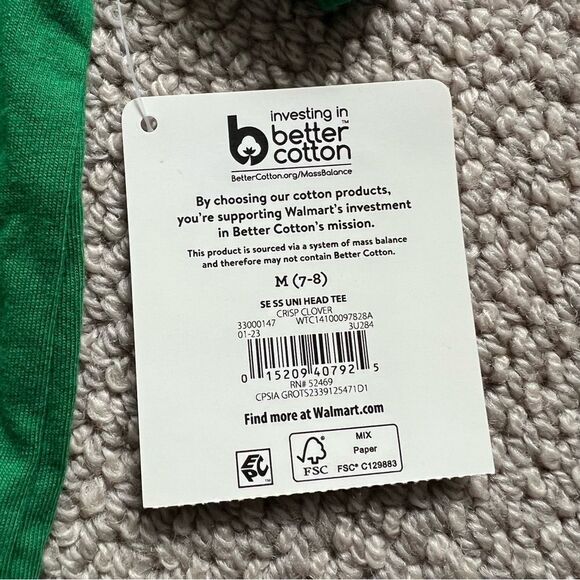 investing in
better™
cotton
BetterCotton.org/MassBalance
By choosing our cotton products,
you're supporting Walmart's investment
in Better Cotton's mission.
This product is sourced via a system of mass balance
and therefore may not contain Better Cotton.
M (7-8)
SE SS UNI HEAD TEE
CRISP CLOVER
33000147 WTC14100097828A
01-23 3U284
0 15209 40792 5
RN# 52469
CPSIA GROTS2339125471D1
Find more at Walmart.com
EPC™
FSC
MIX
Paper
FSC® C129883